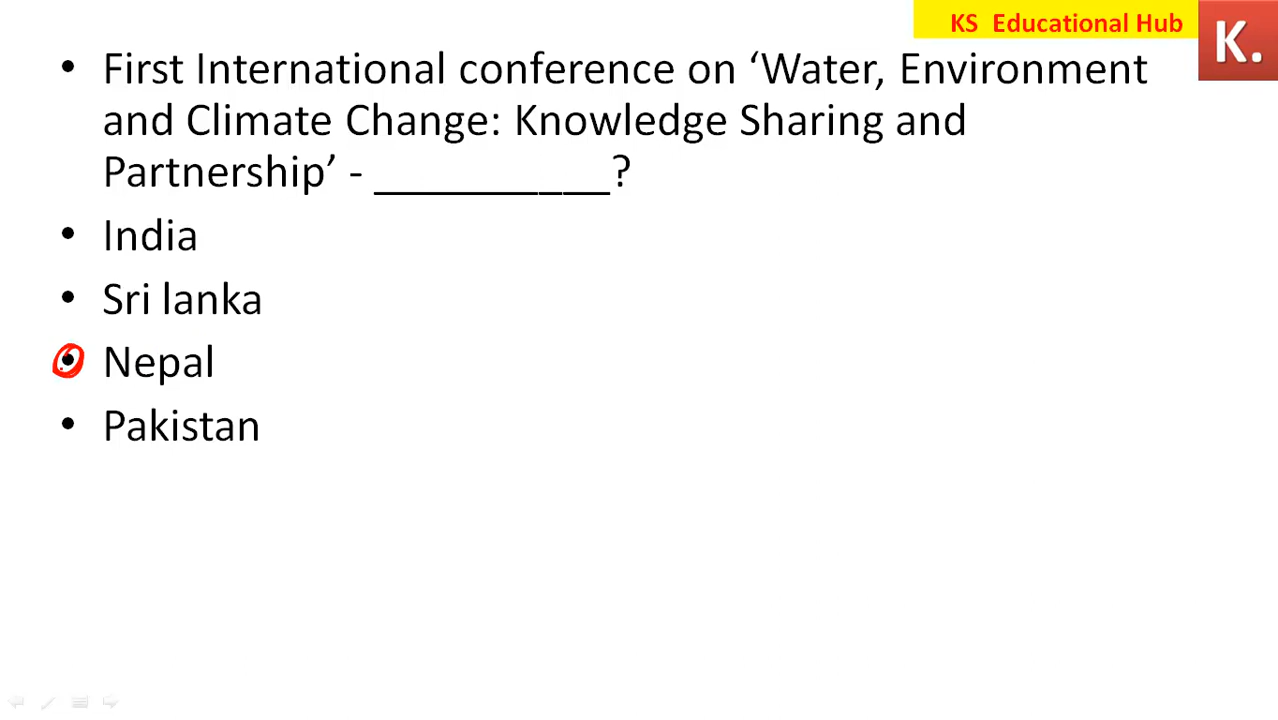 KS Educational Hub
K.
• First International conference on ‘Water, Environment
and Climate Change: Knowledge Sharing and
Partnership’ - __________?
• India
• Sri lanka
• Nepal
• Pakistan